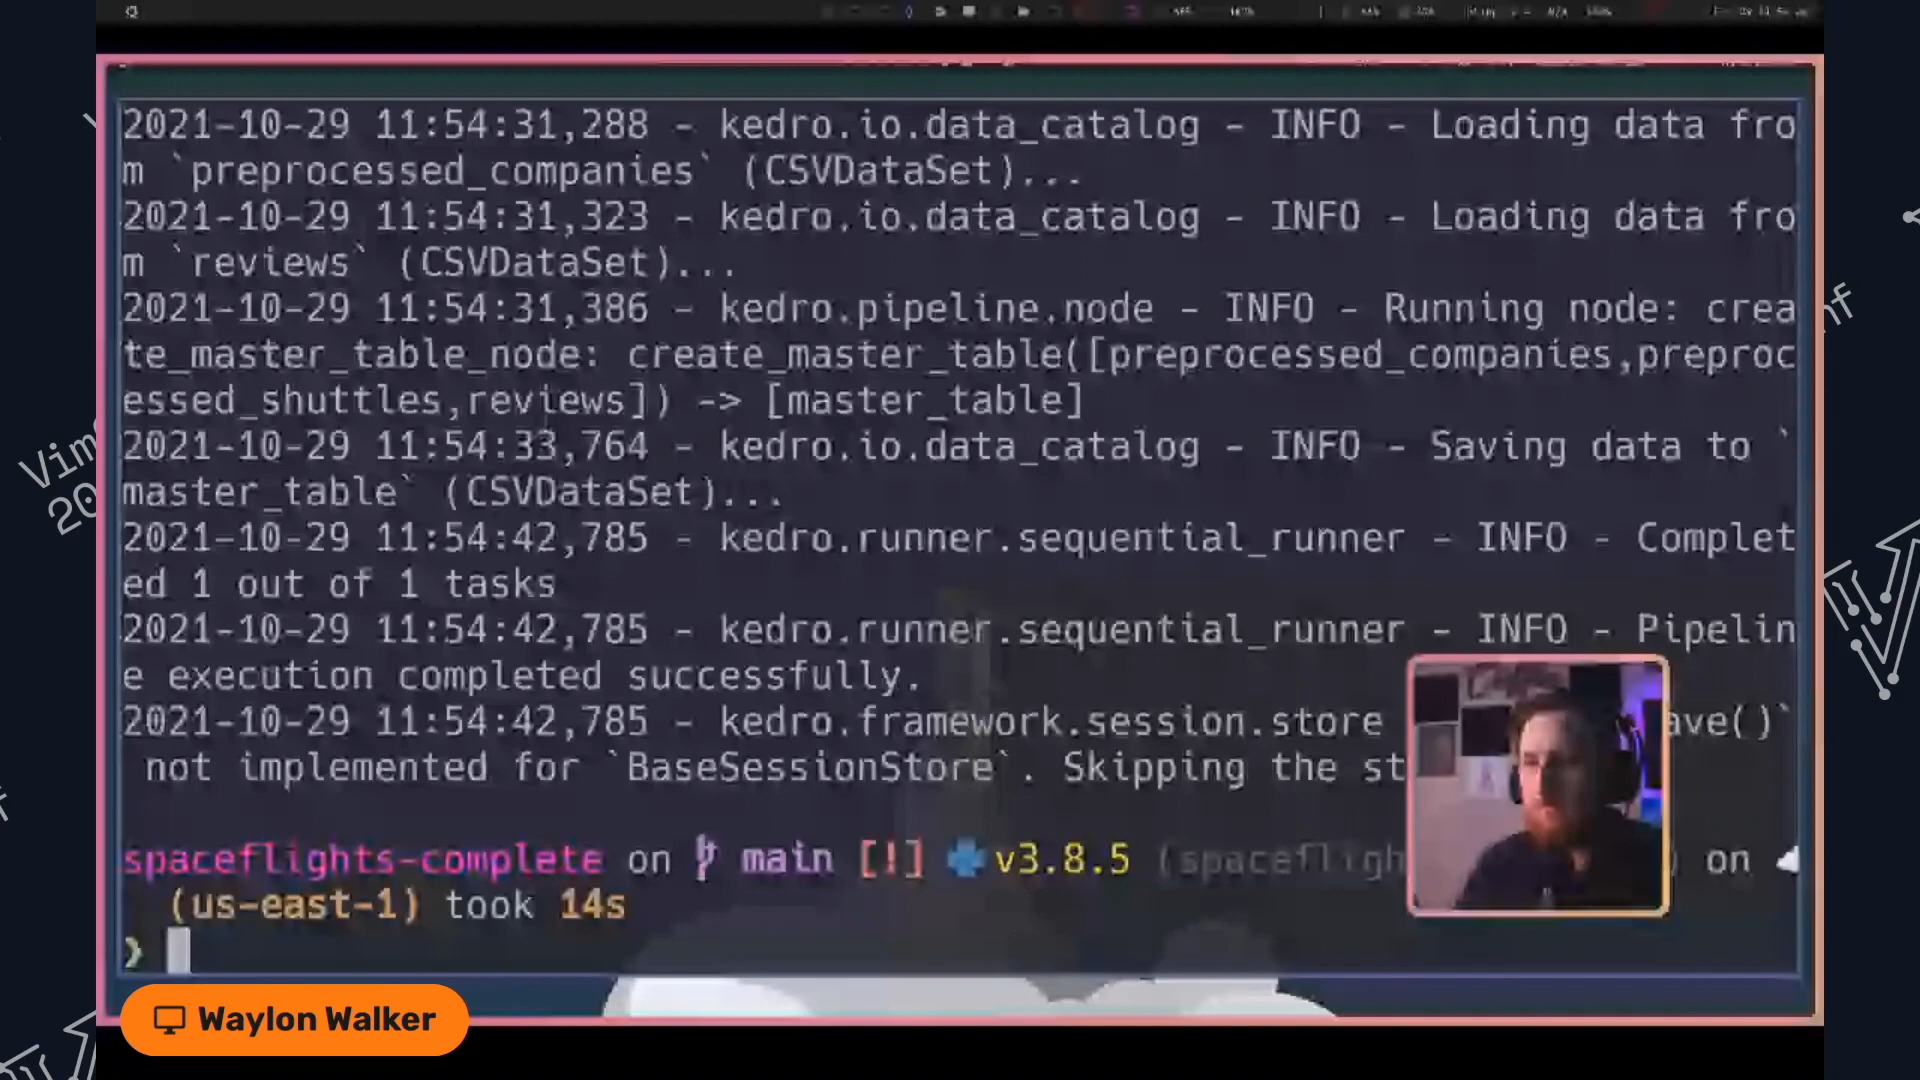 2021-10-29 11:54:31,288 - kedro.io.data_catalog - INFO - Loading data fro
m `preprocessed_companies` (CSVDataSet)...
2021-10-29 11:54:31,323 - kedro.io.data_catalog - INFO - Loading data fro
m `reviews` (CSVDataSet)...
2021-10-29 11:54:31,386 - kedro.pipeline.node - INFO - Running node: crea
te_master_table_node: create_master_table([preprocessed_companies,preproc
essed_shuttles,reviews]) -> [master_table]
2021-10-29 11:54:33,764 - kedro.io.data_catalog - INFO - Saving data to `
master_table` (CSVDataSet)...
2021-10-29 11:54:42,785 - kedro.runner.sequential_runner - INFO - Complet
ed 1 out of 1 tasks
2021-10-29 11:54:42,785 - kedro.runner.sequential_runner - INFO - Pipelin
e execution completed successfully.
2021-10-29 11:54:42,785 - kedro.framework.session.store ave()`
not implemented for `BaseSessionStore`. Skipping the st
spaceflights-complete on main [!] v3.8.5 (spacefligh ) on
(us-east-1) took 14s
❯
Vim
20
nf
Waylon Walker